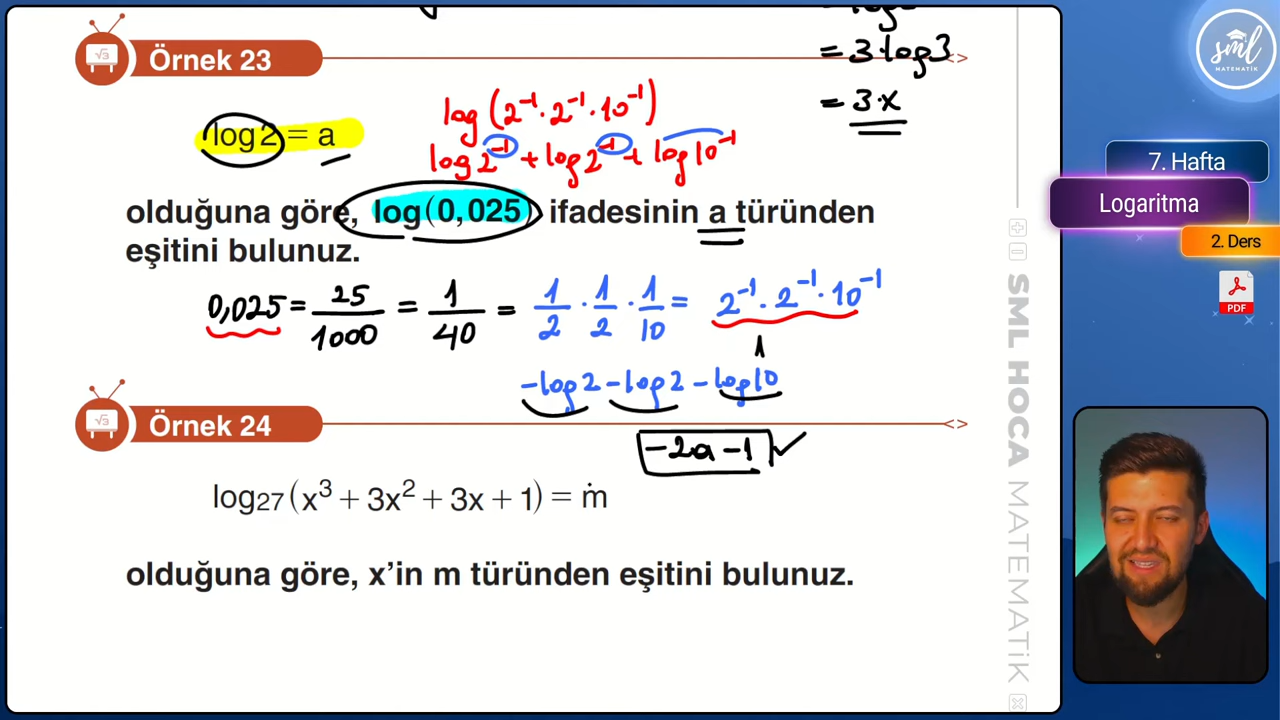 = 3·log3
= 3·x
Örnek 23
log2 = a
log(2⁻¹·2⁻¹·10⁻¹)
log2⁻¹ + log2⁻¹ + log10⁻¹
olduğuna göre, log(0,025) ifadesinin a türünden
eşitini bulunuz.
0,025 = 25/1000 = 1/40 = 1/2 · 1/2 · 1/10 = 2⁻¹·2⁻¹·10⁻¹
1
-log2 - log2 - log10
-2a-1 ✓
Örnek 24
log₂₇(x³ + 3x² + 3x + 1) = m
olduğuna göre, x'in m türünden eşitini bulunuz.
sml
MATEMATİK
7. Hafta
Logaritma
2. Ders
PDF
SML HOCA MATEMATİK